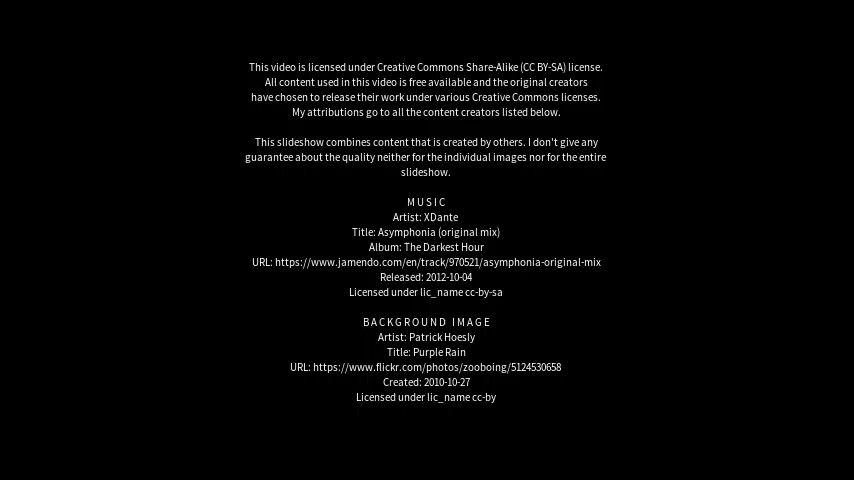 This video is licensed under Creative Commons Share-Alike (CC BY-SA) license.
All content used in this video is free available and the original creators
have chosen to release their work under various Creative Commons licenses.
My attributions go to all the content creators listed below.
This slideshow combines content that is created by others. I don't give any
guarantee about the quality neither for the individual images nor for the entire
slideshow.
MUSIC
Artist: XDante
Title: Asymphonia (original mix)
Album: The Darkest Hour
URL: https://www.jamendo.com/en/track/970521/asymphonia-original-mix
Released: 2012-10-04
Licensed under lic_name cc-by-sa
BACKGROUND IMAGE
Artist: Patrick Hoesly
Title: Purple Rain
URL: https://www.flickr.com/photos/zooboing/5124530658
Created: 2010-10-27
Licensed under lic_name cc-by